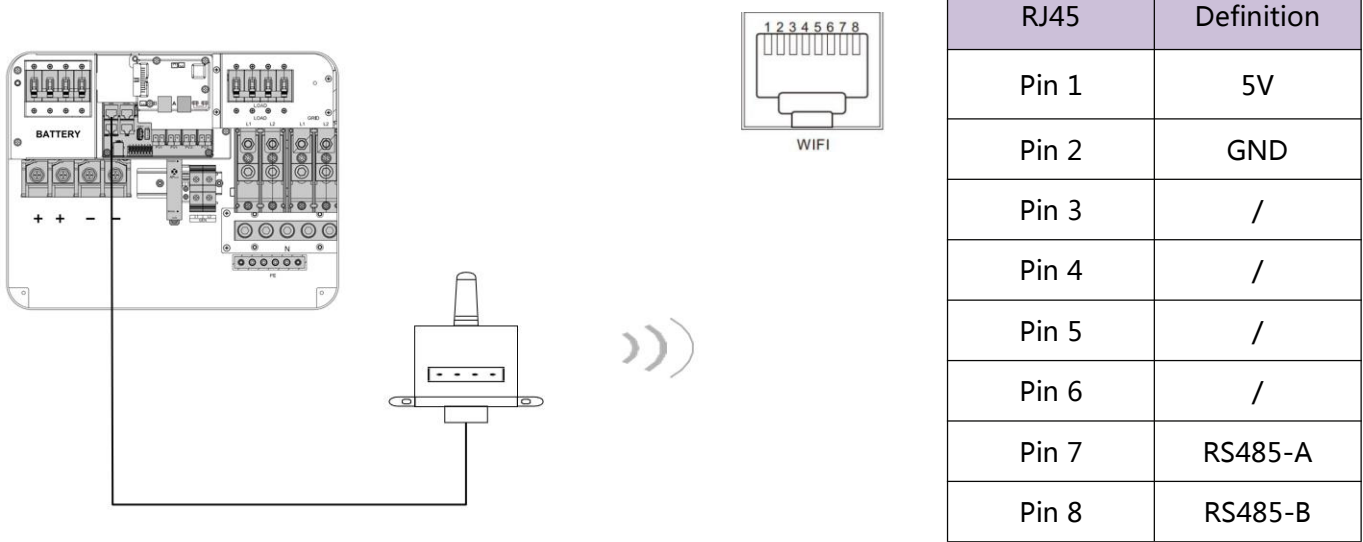 BATTERY
+ + − −
LOAD
LOAD
GRID
L1 L2 L1 L2
A
N
PE
1 2 3 4 5 6 7 8
WIFI
RJ45 Definition
Pin 1 5V
Pin 2 GND
Pin 3 /
Pin 4 /
Pin 5 /
Pin 6 /
Pin 7 RS485-A
Pin 8 RS485-B